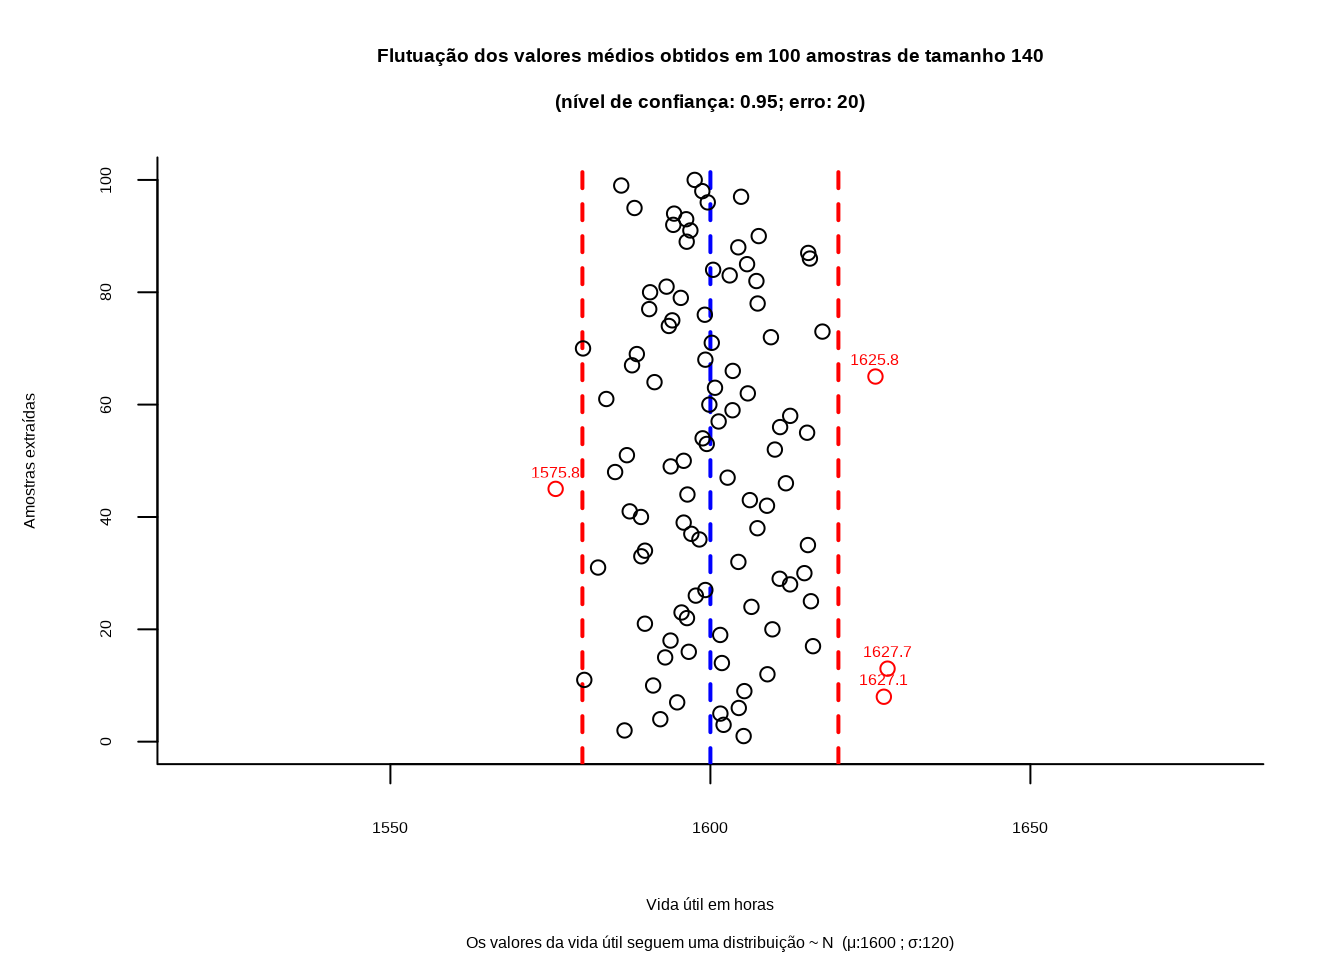 Flutuação dos valores médios obtidos em 100 amostras de tamanho 140
(nível de confiança: 0.95; erro: 20)
100
80
60
40
20
0
Amostras extraídas
1625.8
1575.8
1627.7
1627.1
1550
1600
1650
Vida útil em horas
Os valores da vida útil seguem uma distribuição ~ N (μ:1600 ; σ:120)